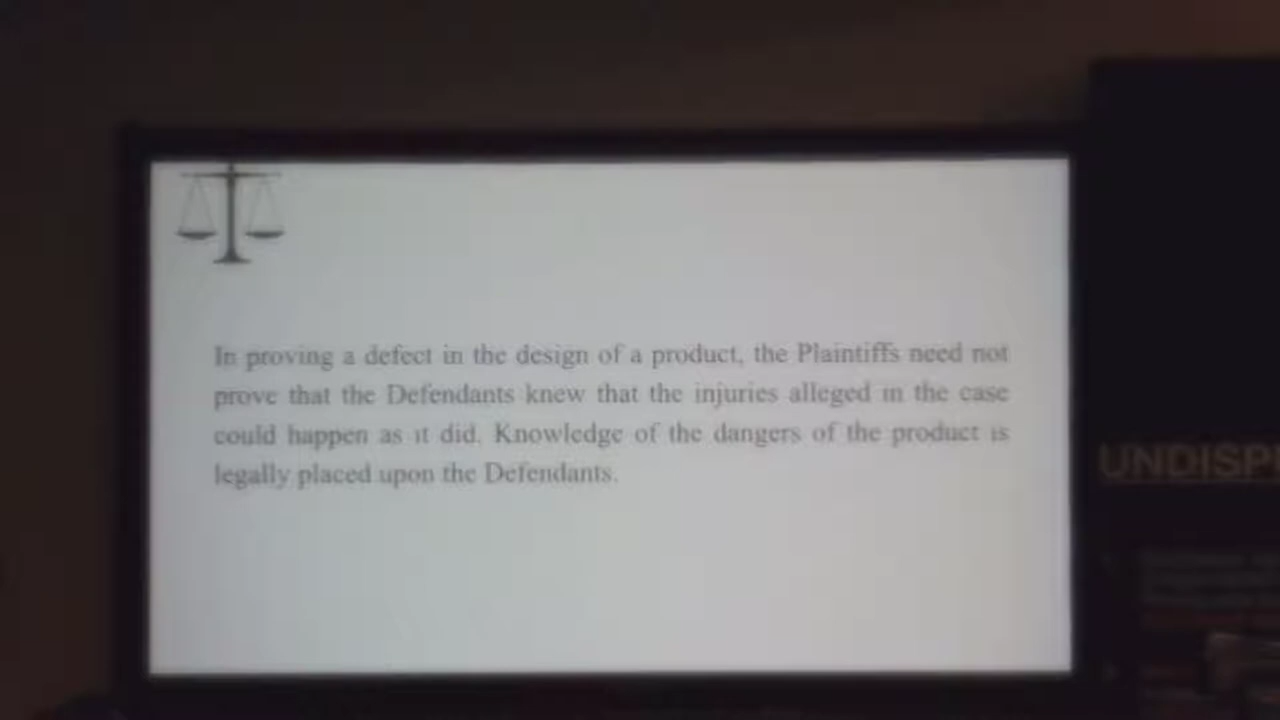 In proving a defect in the design of a product, the Plaintiffs need not
prove that the Defendants knew that the injuries alleged in the case
could happen as it did. Knowledge of the dangers of the product is
legally placed upon the Defendants.
UNDISP